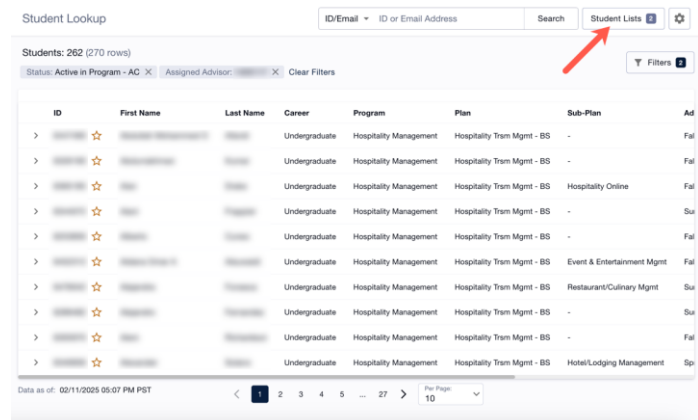 Student Lookup
ID/Email ID or Email Address Search Student Lists 2
Students: 262 (270 rows)
Status: Active in Program - AC Assigned Advisor: Clear Filters
Filters 2
ID First Name Last Name Career Program Plan Sub-Plan Ad
Undergraduate Hospitality Management Hospitality Trsm Mgmt - BS - Fal
Undergraduate Hospitality Management Hospitality Trsm Mgmt - BS - Fal
Undergraduate Hospitality Management Hospitality Trsm Mgmt - BS Hospitality Online Fal
Undergraduate Hospitality Management Hospitality Trsm Mgmt - BS - Su
Undergraduate Hospitality Management Hospitality Trsm Mgmt - BS - Fal
Undergraduate Hospitality Management Hospitality Trsm Mgmt - BS Event & Entertainment Mgmt Fal
Undergraduate Hospitality Management Hospitality Trsm Mgmt - BS Restaurant/Culinary Mgmt Su
Undergraduate Hospitality Management Hospitality Trsm Mgmt - BS - Su
Undergraduate Hospitality Management Hospitality Trsm Mgmt - BS - Fal
Undergraduate Hospitality Management Hospitality Trsm Mgmt - BS Hotel/Lodging Management Sp
Data as of: 02/11/2025 05:07 PM PST
1 2 3 4 5 ... 27
Per Page:
10